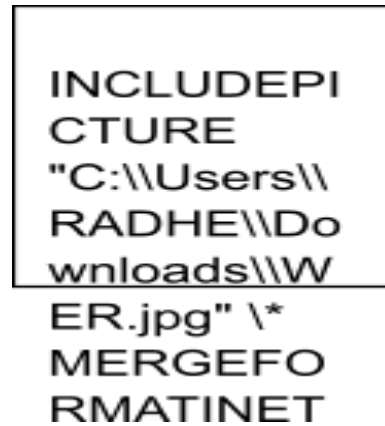 INCLUDEPI
CTURE
"C:\\Users\\
RADHE\\Do
wnloads\\W
ER.jpg" \*
MERGEFO
RMATINET